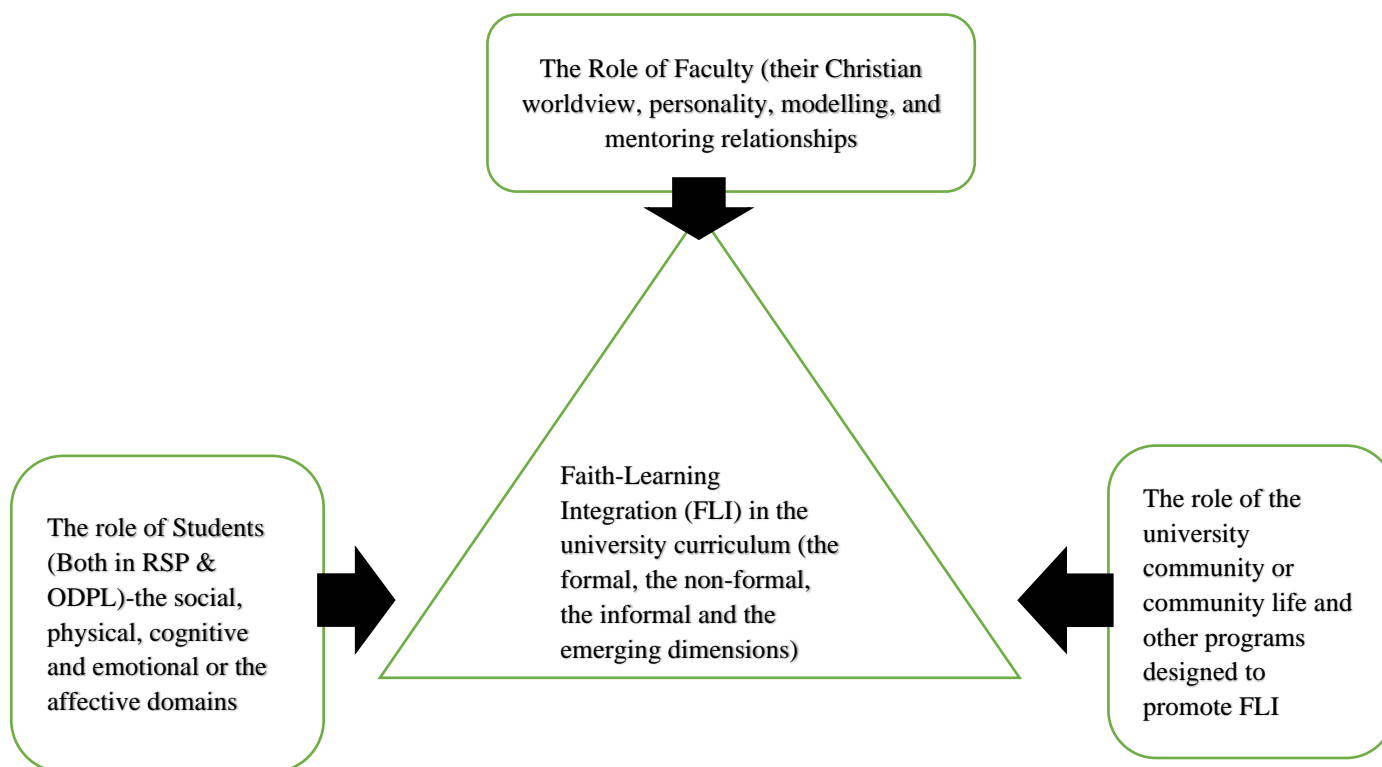 The Role of Faculty (their Christian
worldview, personality, modelling, and
mentoring relationships
Faith-Learning
Integration (FLI) in the
university curriculum (the
formal, the non-formal,
the informal and the
emerging dimensions)
The role of Students
(Both in RSP &
ODPL)-the social,
physical, cognitive
and emotional or the
affective domains
The role of the
university
community or
community life and
other programs
designed to
promote FLI